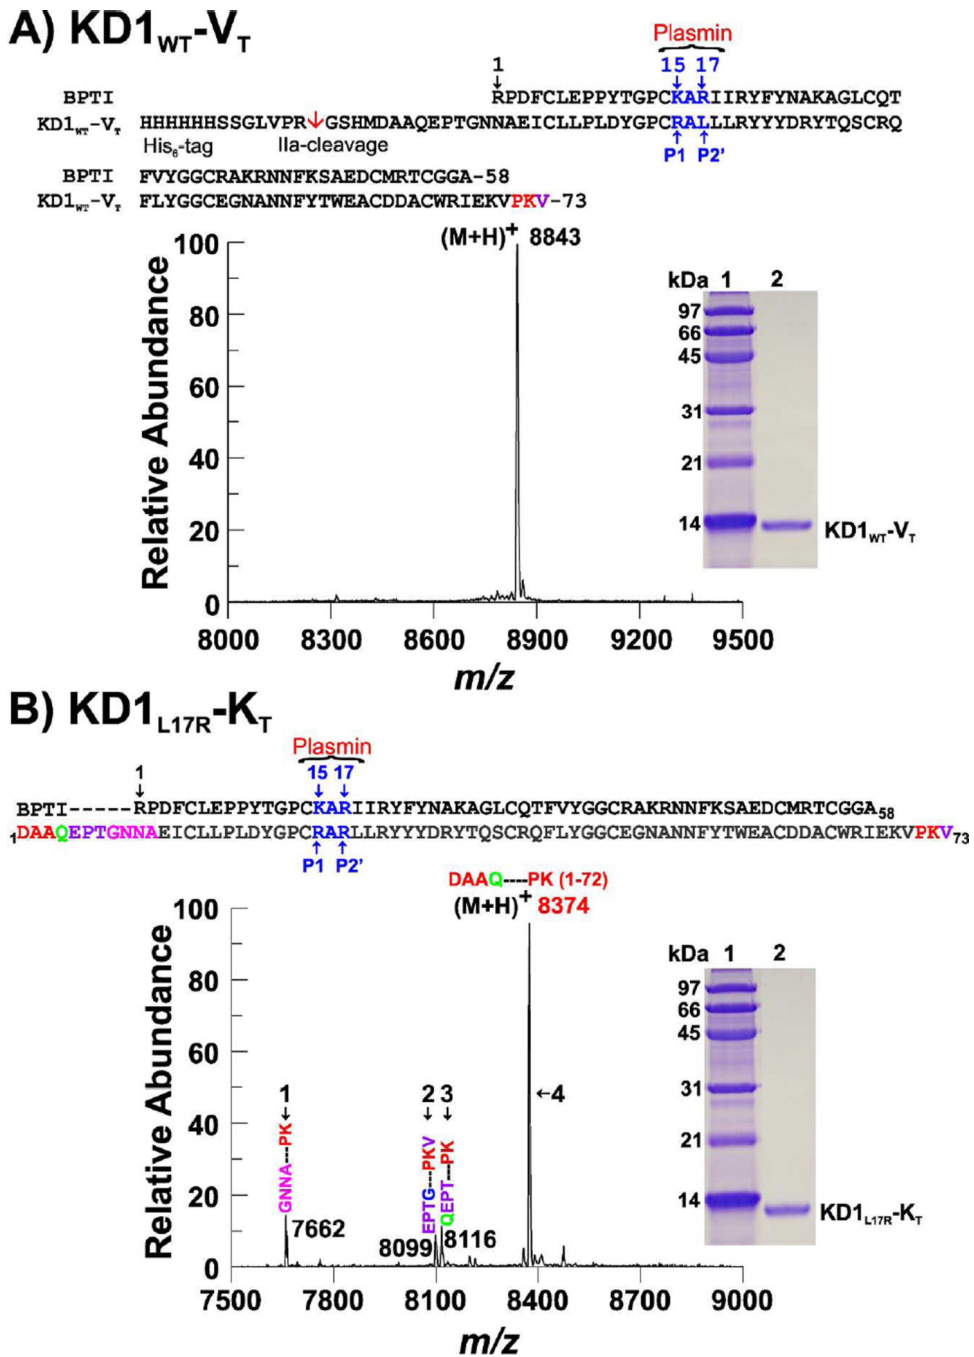 A) KD1WT-VT
Plasmin
1 15 17
BPTI RPDFCLEPPYTGPCKARIIRYFYNAKAGLCQT
KD1WT-VT HHHHHHSSGLVPR↓GSHMDAAQEPTGNNAEICLLPLDYGPCRALLLRYYYDRYTQSCRQ
His6-tag IIa-cleavage P1 P2'
BPTI FVYGGCRAKRNNFKSAEDCMRTCGGA-58
KD1WT-VT FLYGGCEGNANNFYTWEACDDACWRIEKVPKV-73
(M+H)+ 8843
Relative Abundance
100
80
60
40
20
0
8000 8300 8600 8900 9200 9500
m/z
kDa 1 2
97
66
45
31
21
14
KD1WT-VT
B) KD1L17R-KT
Plasmin
1 15 17
BPTI-----RPDFCLEPPYTGPCKARIIRYFYNAKAGLCQTFVYGGCRAKRNNFKSAEDCMRTCGGA58
1DAAQEPTGNNAEICLLPLDYGPCRARLLRYYYDRYTQSCRQFLYGGCEGNANNFYTWEACDDACWRIEKVPKV73
P1 P2'
DAAQ----PK (1-72)
(M+H)+ 8374
Relative Abundance
100
80
60
40
20
0
1
GNNA----PK
7662
2
EPTG----PKV
8099
3
QEPT----PK
8116
←4
7500 7800 8100 8400 8700 9000
m/z
kDa 1 2
97
66
45
31
21
14
KD1L17R-KT